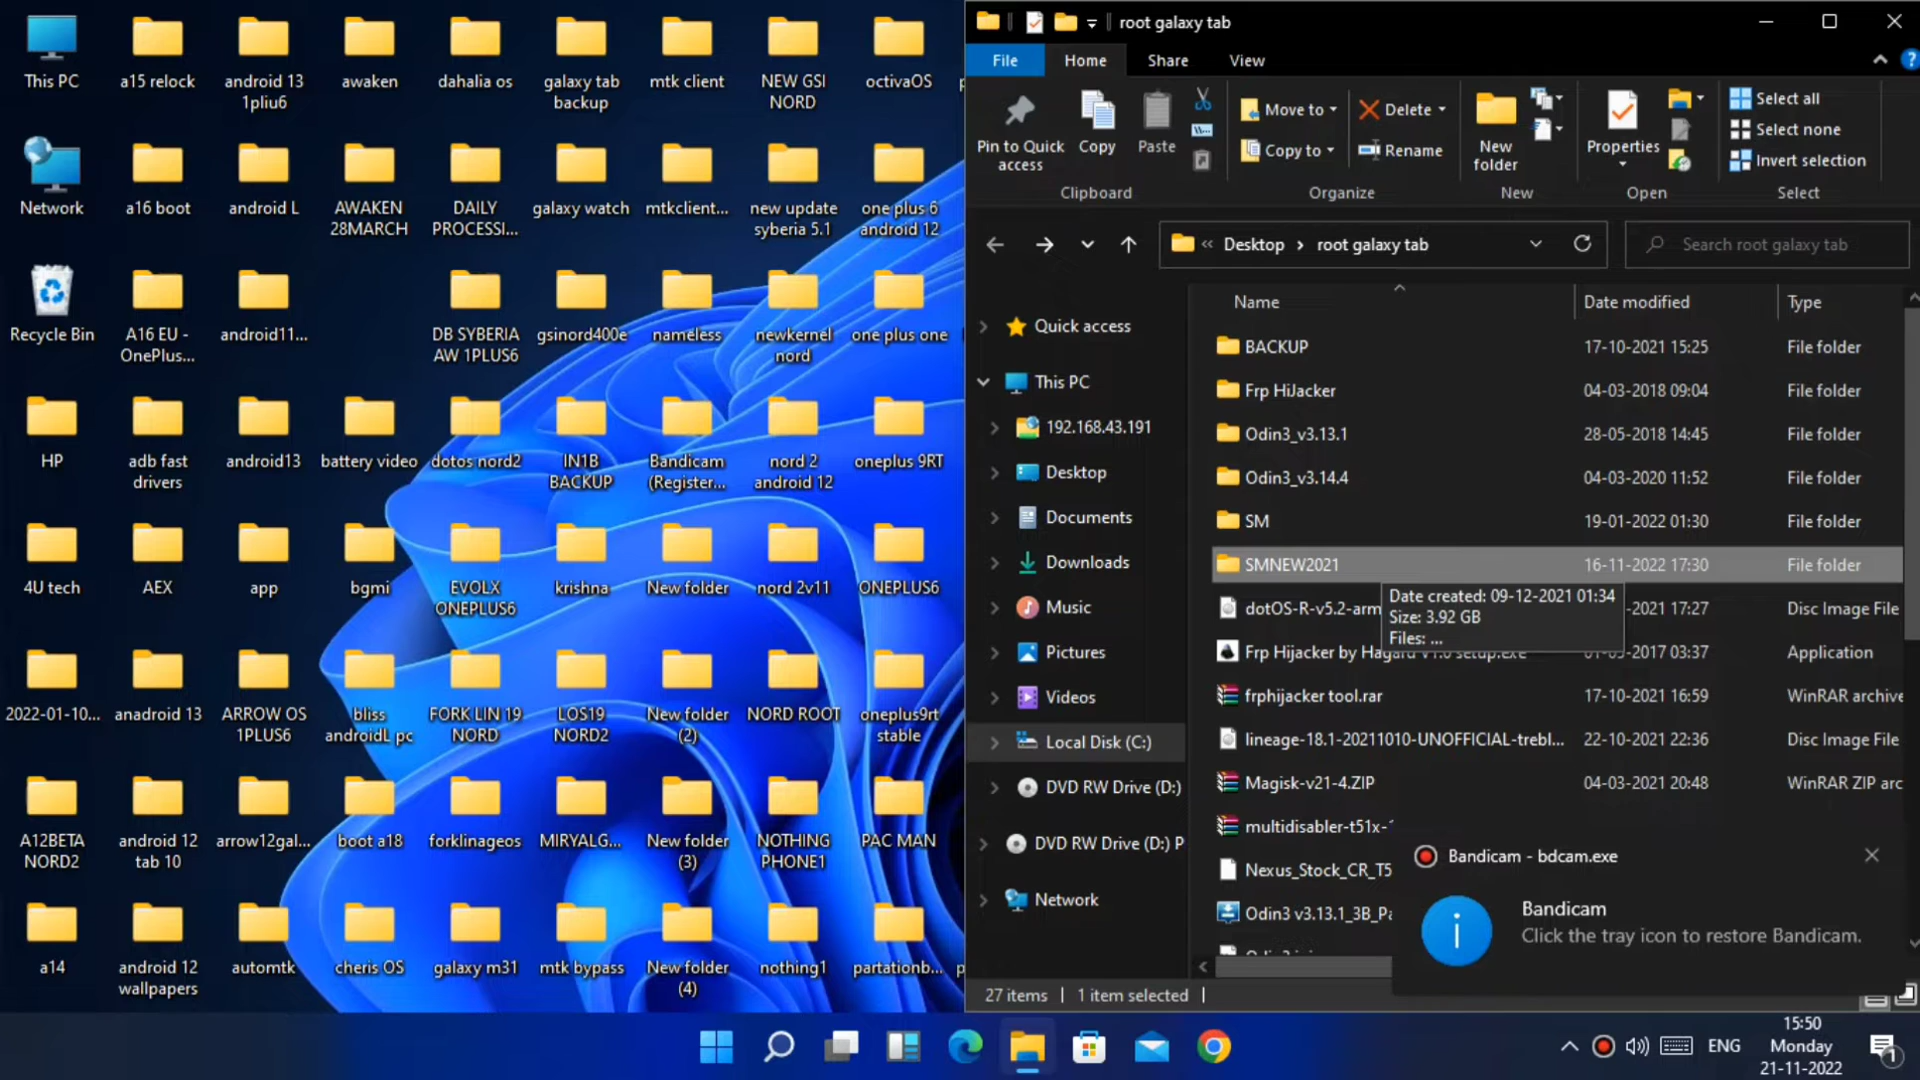 This PC
a15 relock
android 13
1pliu6
awaken
dahalia os
galaxy tab
backup
mtk client
NEW GSI
NORD
octivaOS
Network
a16 boot
android L
AWAKEN
28MARCH
DAILY
PROCESSI...
galaxy watch
mtkclient...
new update
syberia 5.1
one plus 6
android 12
Recycle Bin
A16 EU -
OnePlus...
android11...
DB SYBERIA
AW 1PLUS6
gsinord400e
nameless
newkernel
nord
one plus one
HP
adb fast
drivers
android13
battery video
dotos nord2
IN1B
BACKUP
Bandicam
(Register...
nord 2
android 12
oneplus 9RT
4U tech
AEX
app
bgmi
EVOLX
ONEPLUS6
krishna
New folder
nord 2v11
ONEPLUS6
2022-01-10...
anadroid 13
ARROW OS
1PLUS6
bliss
androidL pc
FORK LIN 19
NORD
LOS19
NORD2
New folder
(2)
NORD ROOT
oneplus9rt
stable
A12BETA
NORD2
android 12
tab 10
arrow12gal...
boot a18
forklinageos
MIRYALG...
New folder
(3)
NOTHING
PHONE1
PAC MAN
a14
android 12
wallpapers
automtk
cheris OS
galaxy m31
mtk bypass
New folder
(4)
nothing1
partationb...
root galaxy tab
File
Home
Share
View
Pin to Quick
access
Copy
Paste
Move to
Copy to
Delete
Rename
New
folder
Properties
Select all
Select none
Invert selection
Clipboard
Organize
New
Open
Select
« Desktop › root galaxy tab
Search root galaxy tab
Quick access
This PC
192.168.43.191
Desktop
Documents
Downloads
Music
Pictures
Videos
Local Disk (C:)
DVD RW Drive (D:)
DVD RW Drive (D:) P
Network
Name
Date modified
Type
BACKUP 17-10-2021 15:25 File folder
Frp HiJacker 04-03-2018 09:04 File folder
Odin3_v3.13.1 28-05-2018 14:45 File folder
Odin3_v3.14.4 04-03-2020 11:52 File folder
SM 19-01-2022 01:30 File folder
SMNEW2021 16-11-2022 17:30 File folder
dotOS-R-v5.2-arm -2021 17:27 Disc Image File
Date created: 09-12-2021 01:34
Size: 3.92 GB
Files: ...
Frp Hijacker by Hagard v1.0 setup.exe -2017 03:37 Application
frphijacker tool.rar 17-10-2021 16:59 WinRAR archive
lineage-18.1-20211010-UNOFFICIAL-trebl... 22-10-2021 22:36 Disc Image File
Magisk-v21-4.ZIP 04-03-2021 20:48 WinRAR ZIP arc
multidisabler-t51x-
Nexus_Stock_CR_T5
Odin3 v3.13.1_3B_Pa
Bandicam - bdcam.exe
Bandicam
Click the tray icon to restore Bandicam.
27 items
1 item selected
ENG
15:50
Monday
21-11-2022
1